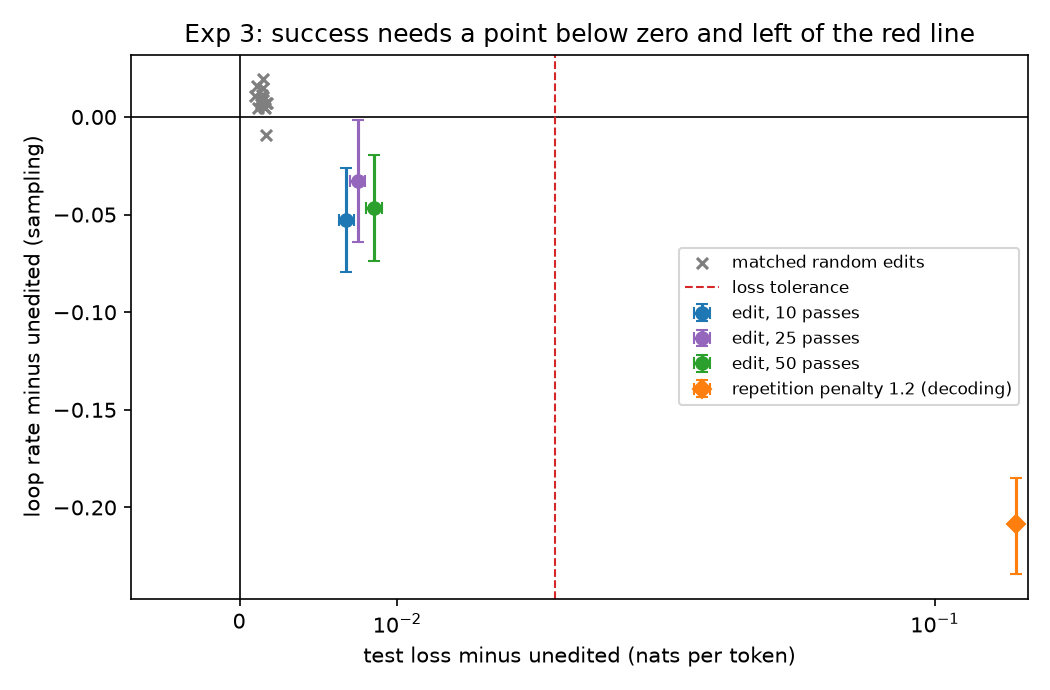 Exp 3: success needs a point below zero and left of the red line
loop rate minus unedited (sampling)
0.00
−0.05
−0.10
−0.15
−0.20
matched random edits
loss tolerance
edit, 10 passes
edit, 25 passes
edit, 50 passes
repetition penalty 1.2 (decoding)
0
10⁻²
10⁻¹
test loss minus unedited (nats per token)